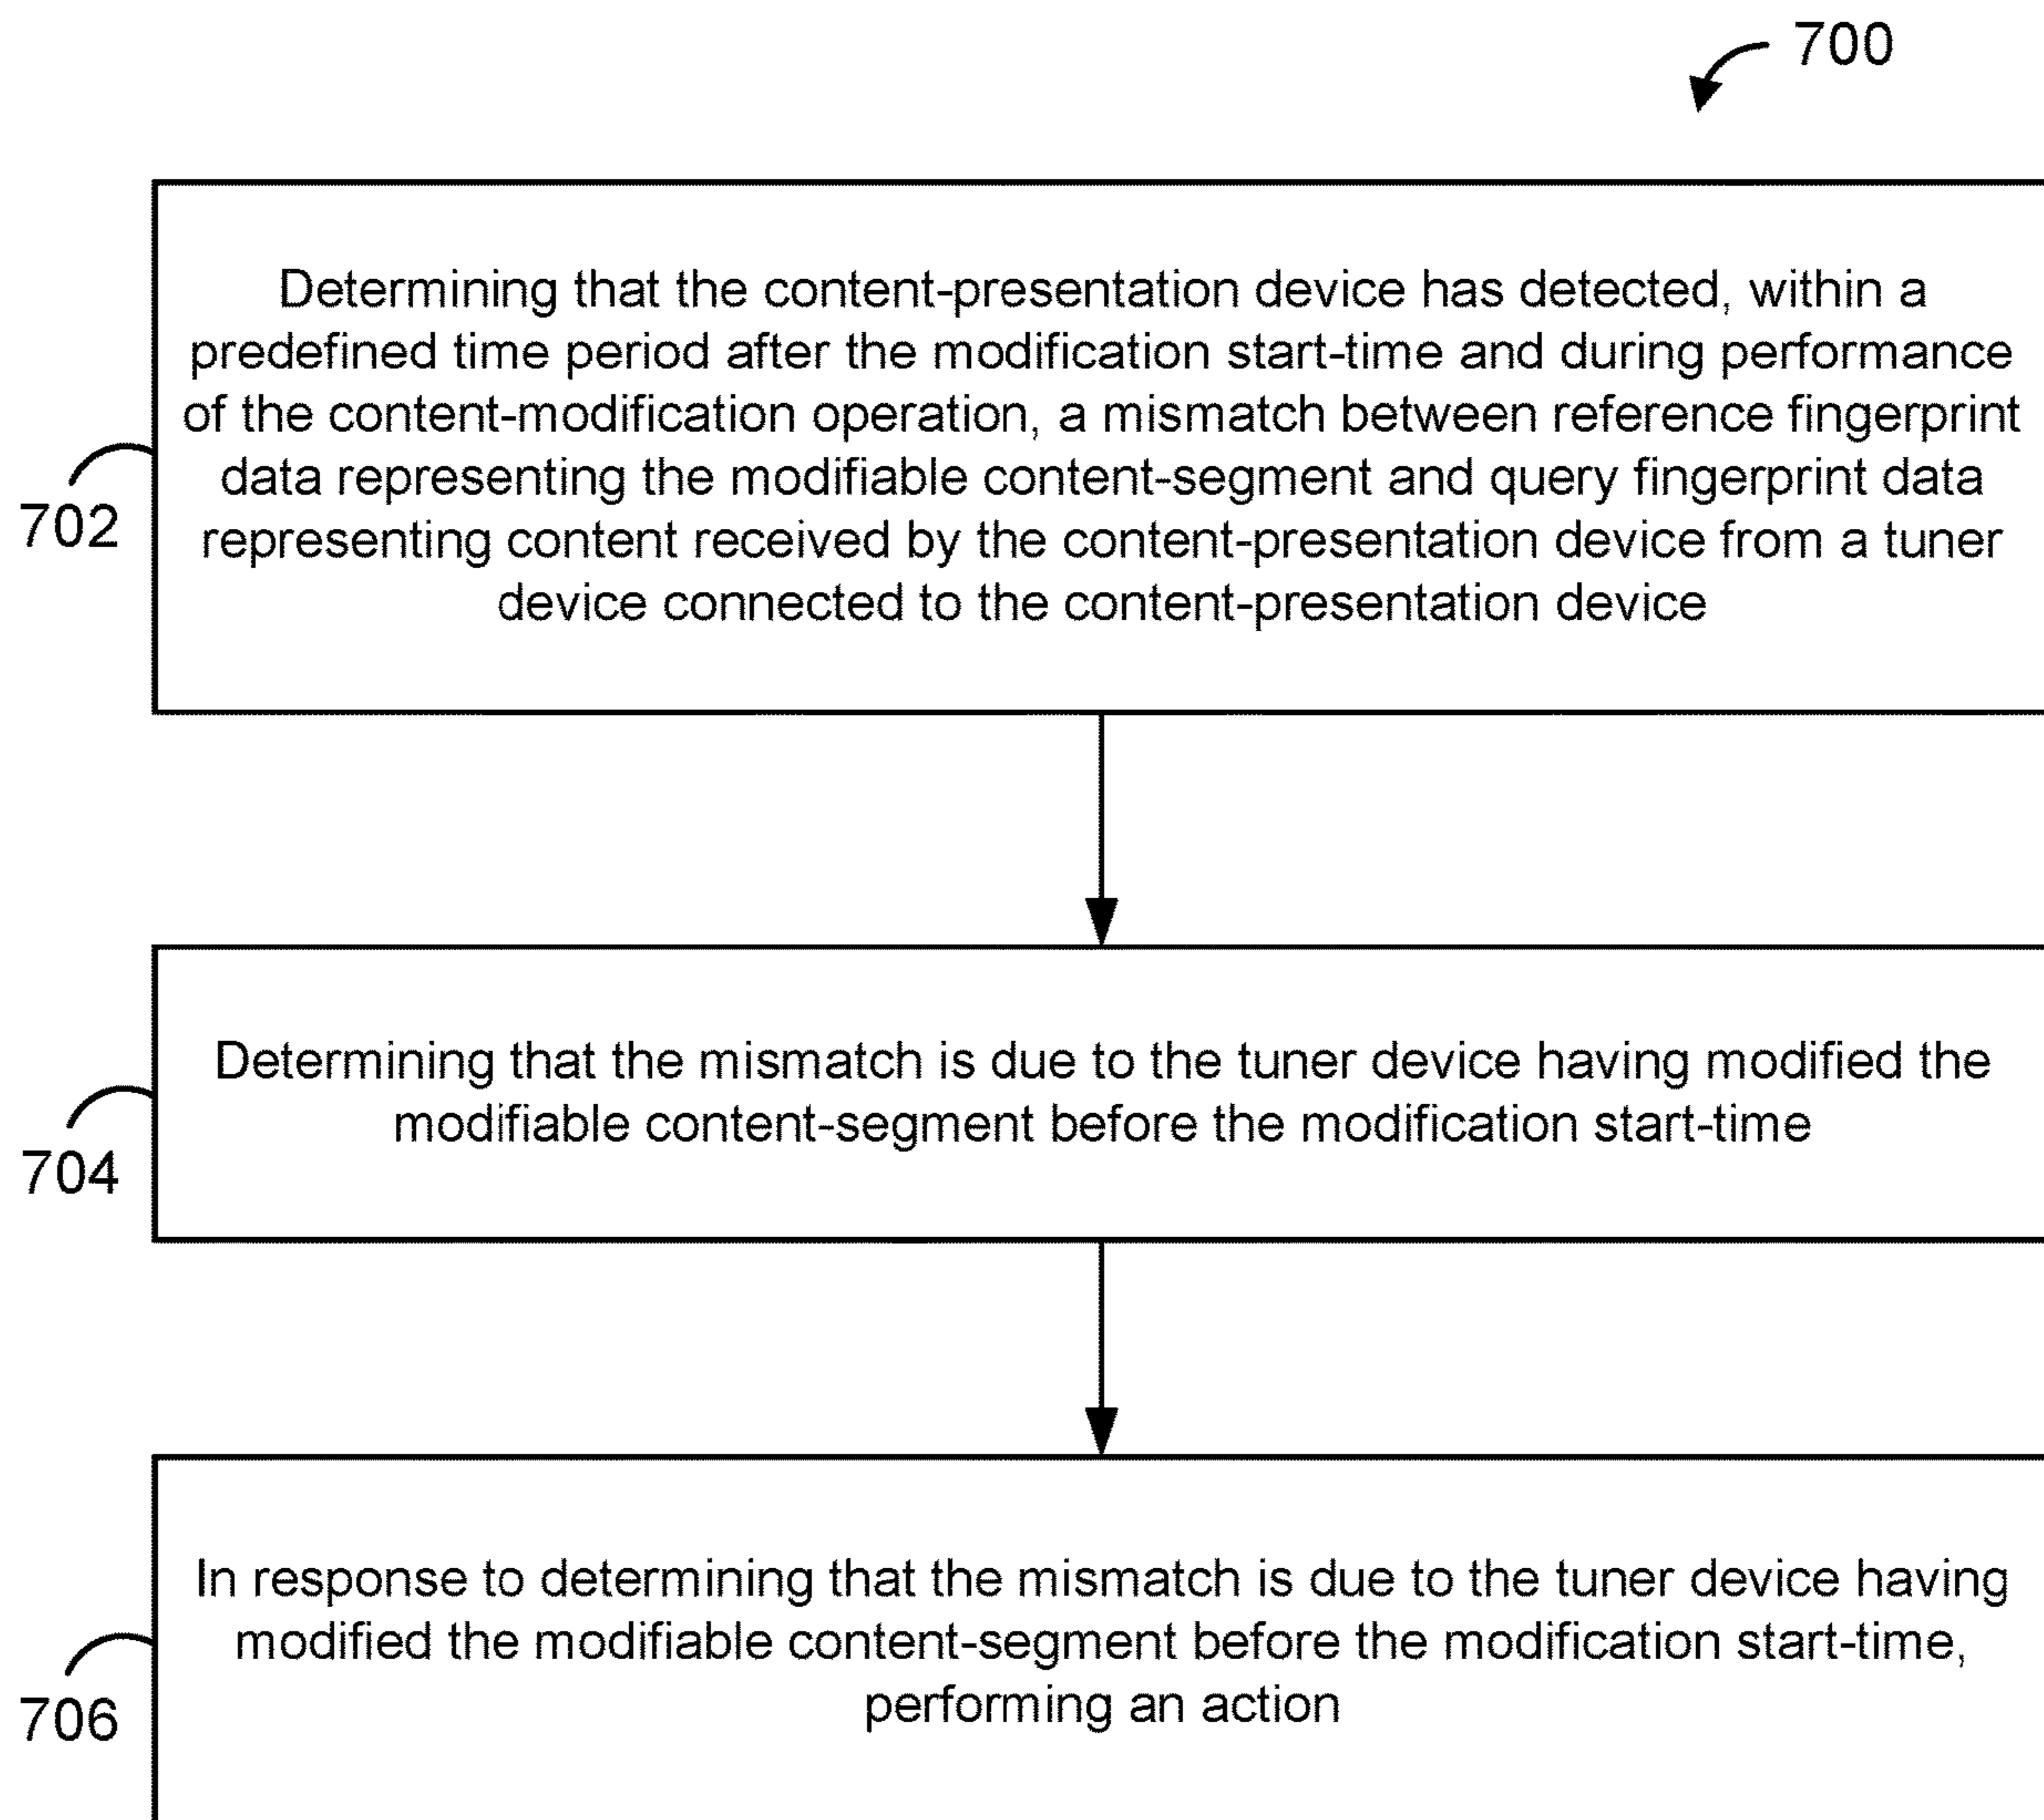 700
Determining that the content-presentation device has detected, within a
predefined time period after the modification start-time and during performance
of the content-modification operation, a mismatch between reference fingerprint
data representing the modifiable content-segment and query fingerprint data
representing content received by the content-presentation device from a tuner
device connected to the content-presentation device
702
Determining that the mismatch is due to the tuner device having modified the
modifiable content-segment before the modification start-time
704
In response to determining that the mismatch is due to the tuner device having
modified the modifiable content-segment before the modification start-time,
performing an action
706